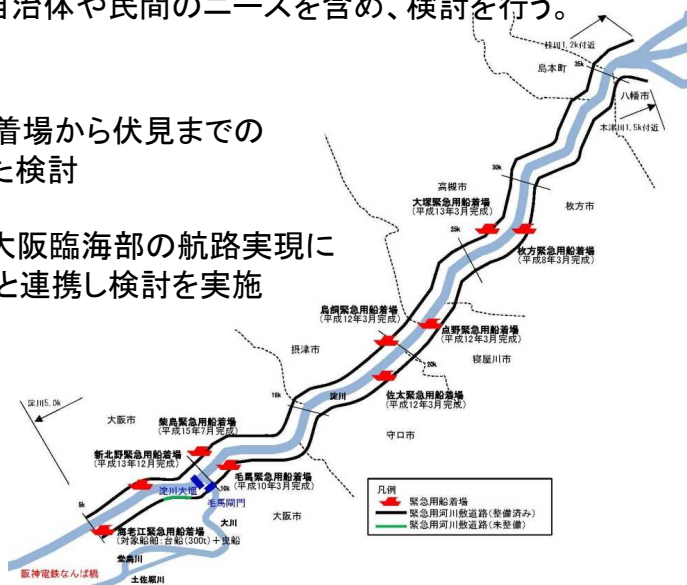 自治体や民間のニーズを含め、検討を行う。
着場から伏見までの
た検討
大阪臨海部の航路実現に
と連携し検討を実施
桂川1.2k付近
島本町
35k
八幡市
木津川1.5k付近
30k
高槻市
大塚緊急用船着場
(平成13年3月完成)
枚方市
25k
枚方緊急用船着場
(平成8年3月完成)
鳥飼緊急用船着場
(平成12年3月完成)
点野緊急用船着場
(平成12年3月完成)
摂津市
20k
寝屋川市
淀川
佐太緊急用船着場
(平成12年3月完成)
淀川5.0k
守口市
大阪市
柴島緊急用船着場
(平成15年7月完成)
新北野緊急用船着場
(平成13年12月完成)
毛馬緊急用船着場
(平成10年3月完成)
淀川大堰
10k
毛馬閘門
5k
大川
大阪市
海老江緊急用船着場
(対象船舶:台船(300t)+曳船
堂島川
阪神電鉄なんば橋
土佐堀川
凡例
緊急用船着場
緊急用河川敷道路(整備済み)
緊急用河川敷道路(未整備)